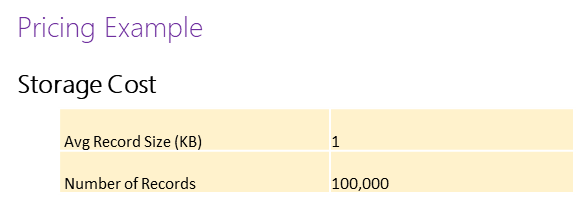 Pricing Example
Storage Cost
Avg Record Size (KB) 1
Number of Records 100,000